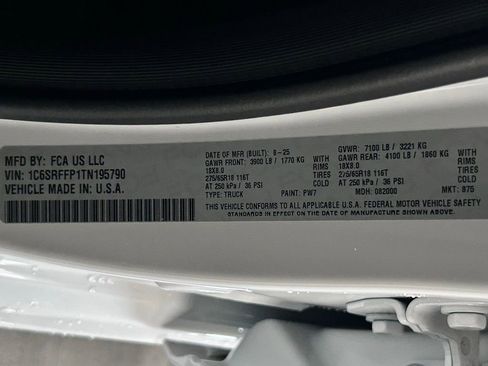 MFD BY: FCA US LLC
VIN: 1C6SRFFP1TN195790
VEHICLE MADE IN: U.S.A.
DATE OF MFR (BUILT): 8-25
GVWR: 7100 LB / 3221 KG
GAWR FRONT: 3900 LB / 1770 KG
GAWR REAR: 4100 LB / 1860 KG
18X8.0 RIMS
18X8.0 RIMS
275/65R18 116T TIRES
275/65R18 116T TIRES
AT 250 kPa / 36 PSI COLD
AT 250 kPa / 36 PSI COLD
TYPE: TRUCK PAINT: PW7 MDH: 082000 MKT: 875
THIS VEHICLE CONFORMS TO ALL APPLICABLE U.S.A. FEDERAL MOTOR VEHICLE SAFETY
STANDARDS IN EFFECT ON THE DATE OF MANUFACTURE SHOWN ABOVE.